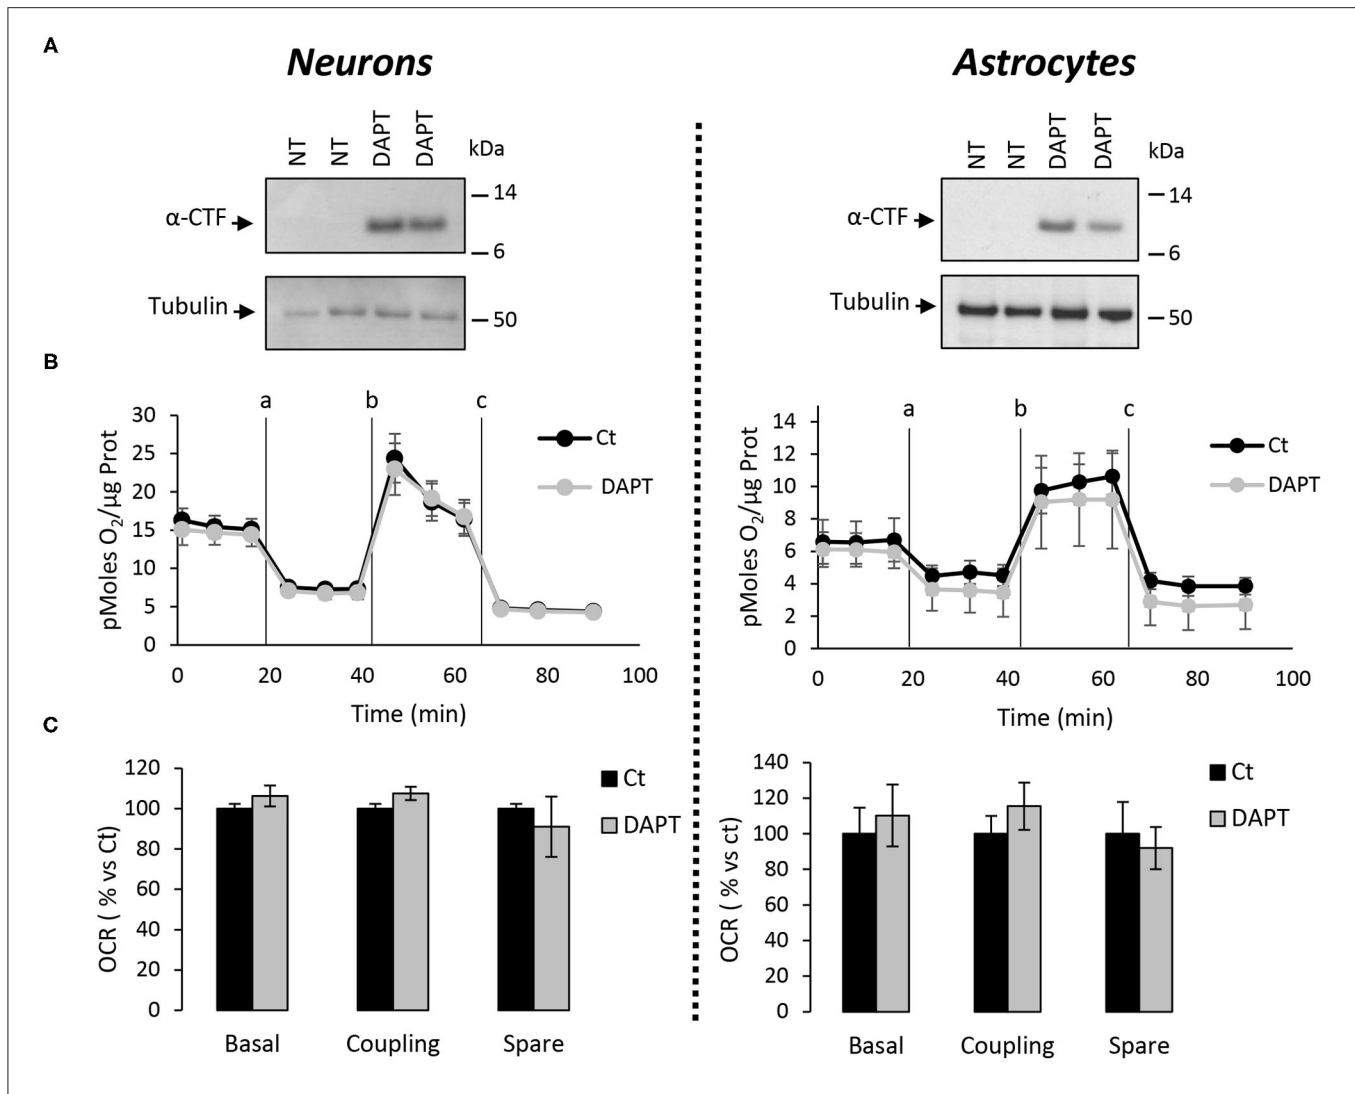 A
Neurons
Astrocytes
NT NT DAPT DAPT kDa
α-CTF
14
6
Tubulin
50
NT NT DAPT DAPT kDa
α-CTF
14
6
Tubulin
50
B
a b c
30
25
20
15
10
5
0
pMoles O₂/µg Prot
0 20 40 60 80 100
Time (min)
Ct
DAPT
a b c
14
12
10
8
6
4
2
0
pMoles O₂/µg Prot
0 20 40 60 80 100
Time (min)
Ct
DAPT
C
120
100
80
60
40
20
0
OCR ( % vs Ct)
Basal Coupling Spare
Ct
DAPT
140
120
100
80
60
40
20
0
OCR ( % vs ct)
Basal Coupling Spare
Ct
DAPT